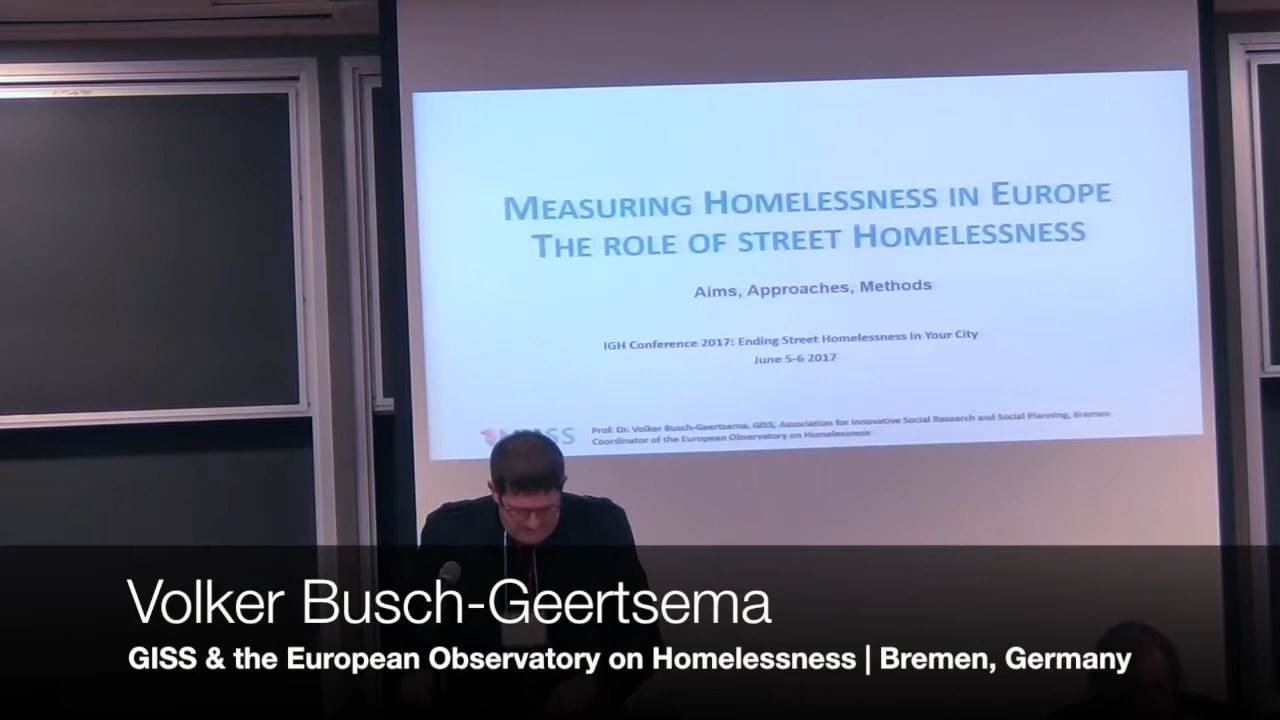 MEASURING HOMELESSNESS IN EUROPE
THE ROLE OF STREET HOMELESSNESS
Aims, Approaches, Methods
IGH Conference 2017: Ending Street Homelessness In Your City
June 5-6 2017
Prof. Dr. Volker Busch-Geertsema, GISS, Association for Innovative Social Research and Social Planning, Bremen
Coordinator of the European Observatory on Homelessness
Volker Busch-Geertsema
GISS & the European Observatory on Homelessness | Bremen, Germany